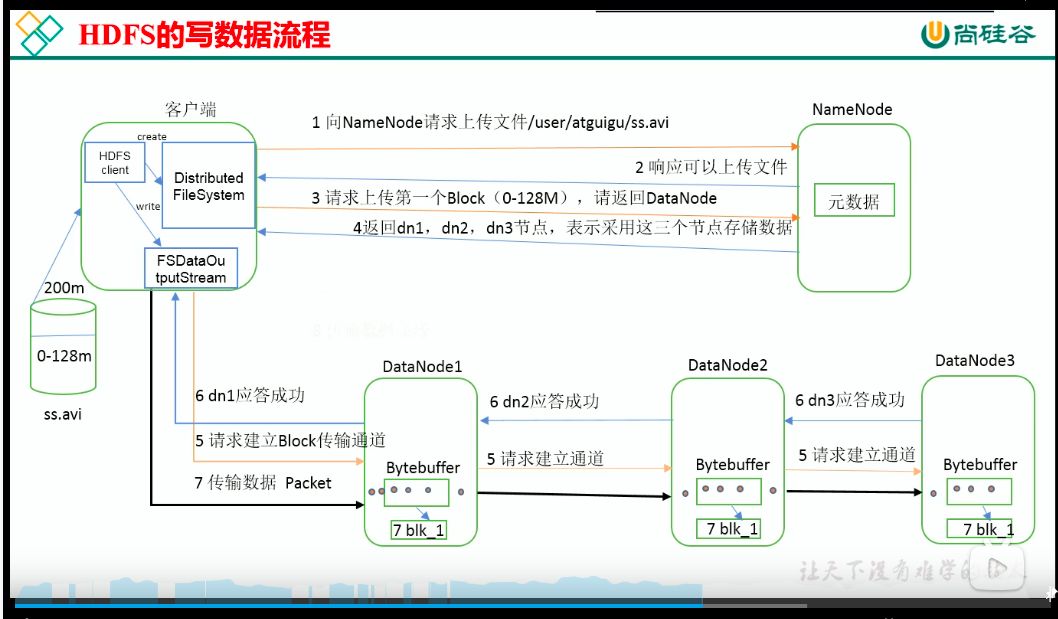 HDFS的写数据流程
尚硅谷
客户端
NameNode
1 向NameNode请求上传文件/user/atguigu/ss.avi
create
HDFS
client
Distributed
FileSystem
2 响应可以上传文件
3 请求上传第一个Block（0-128M），请返回DataNode
元数据
write
4返回dn1，dn2，dn3节点，表示采用这三个节点存储数据
FSDataOu
tputStream
200m
0-128m
ss.avi
DataNode1
DataNode2
DataNode3
6 dn1应答成功
6 dn2应答成功
6 dn3应答成功
5 请求建立Block传输通道
5 请求建立通道
5 请求建立通道
Bytebuffer
Bytebuffer
Bytebuffer
7 传输数据 Packet
7 blk_1
7 blk_1
7 blk_1
让天下没有难学的